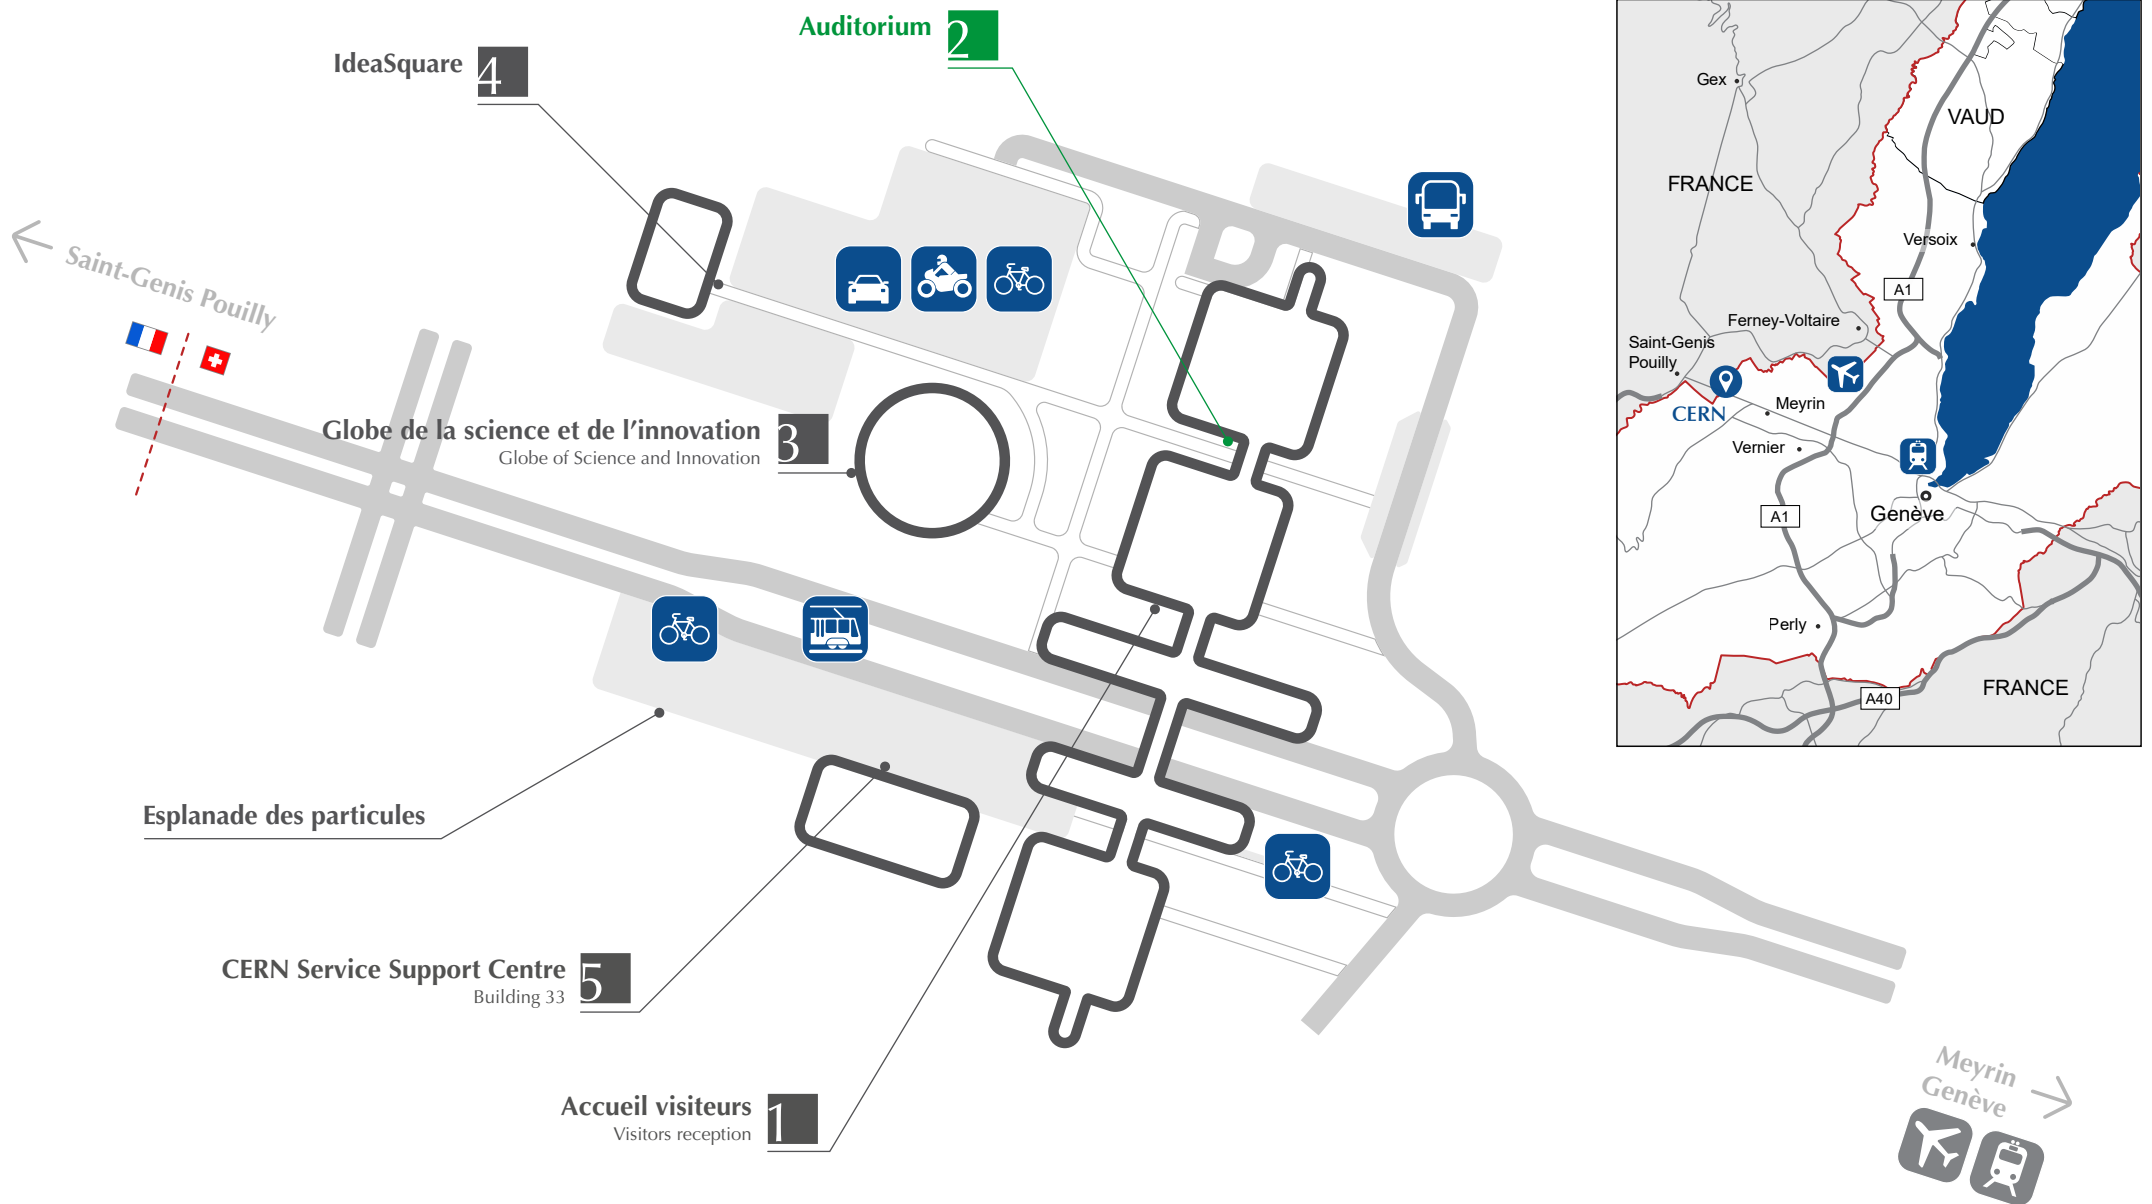 Auditorium
2
IdeaSquare
4
Saint-Genis Pouilly
Globe de la science et de l’innovation
Globe of Science and Innovation
3
Esplanade des particules
CERN Service Support Centre
Building 33
5
Accueil visiteurs
Visitors reception
1
Meyrin
Genève
Gex
VAUD
FRANCE
Versoix
A1
Ferney-Voltaire
Saint-Genis
Pouilly
CERN
Meyrin
Vernier
A1
Genève
Perly
A40
FRANCE